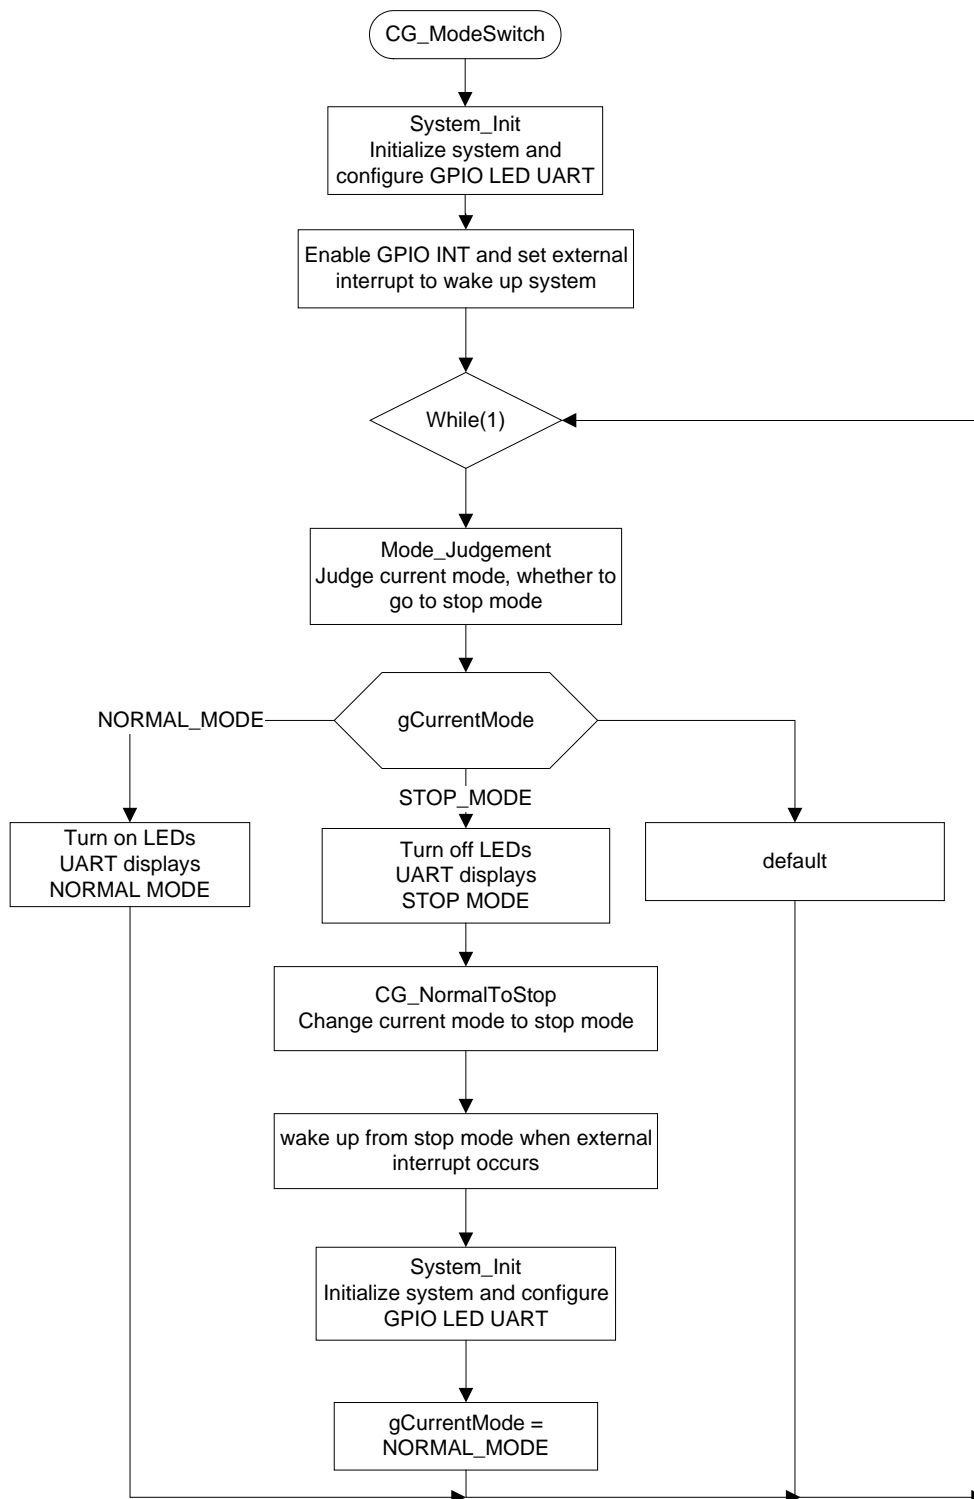 CG_ModeSwitch
System_Init
Initialize system and
configure GPIO LED UART
Enable GPIO INT and set external
interrupt to wake up system
While(1)
Mode_Judgement
Judge current mode, whether to
go to stop mode
gCurrentMode
NORMAL_MODE
STOP_MODE
Turn on LEDs
UART displays
NORMAL MODE
Turn off LEDs
UART displays
STOP MODE
default
CG_NormalToStop
Change current mode to stop mode
wake up from stop mode when external
interrupt occurs
System_Init
Initialize system and configure
GPIO LED UART
gCurrentMode =
NORMAL_MODE